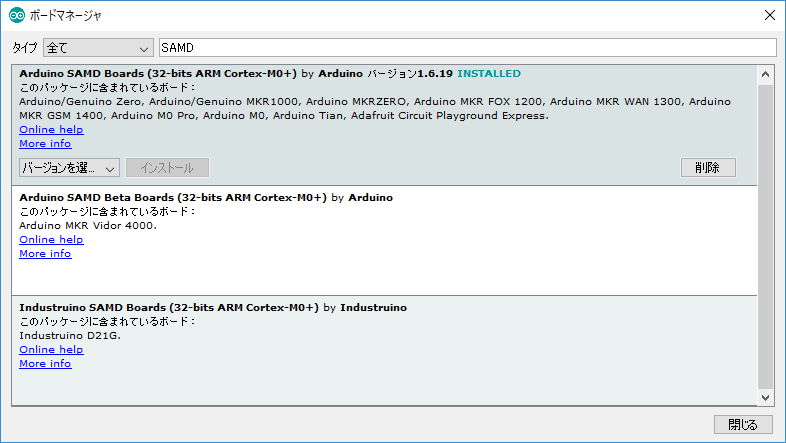 ボードマネージャ
タイプ 全て SAMD
Arduino SAMD Boards (32-bits ARM Cortex-M0+) by Arduino バージョン1.6.19 INSTALLED
このパッケージに含まれているボード：
Arduino/Genuino Zero, Arduino/Genuino MKR1000, Arduino MKRZERO, Arduino MKR FOX 1200, Arduino MKR WAN 1300, Arduino
MKR GSM 1400, Arduino M0 Pro, Arduino M0, Arduino Tian, Adafruit Circuit Playground Express.
Online help
More info
バージョンを選... インストール 削除
Arduino SAMD Beta Boards (32-bits ARM Cortex-M0+) by Arduino
このパッケージに含まれているボード：
Arduino MKR Vidor 4000.
Online help
More info
Industruino SAMD Boards (32-bits ARM Cortex-M0+) by Industruino
このパッケージに含まれているボード：
Industruino D21G.
Online help
More info
閉じる